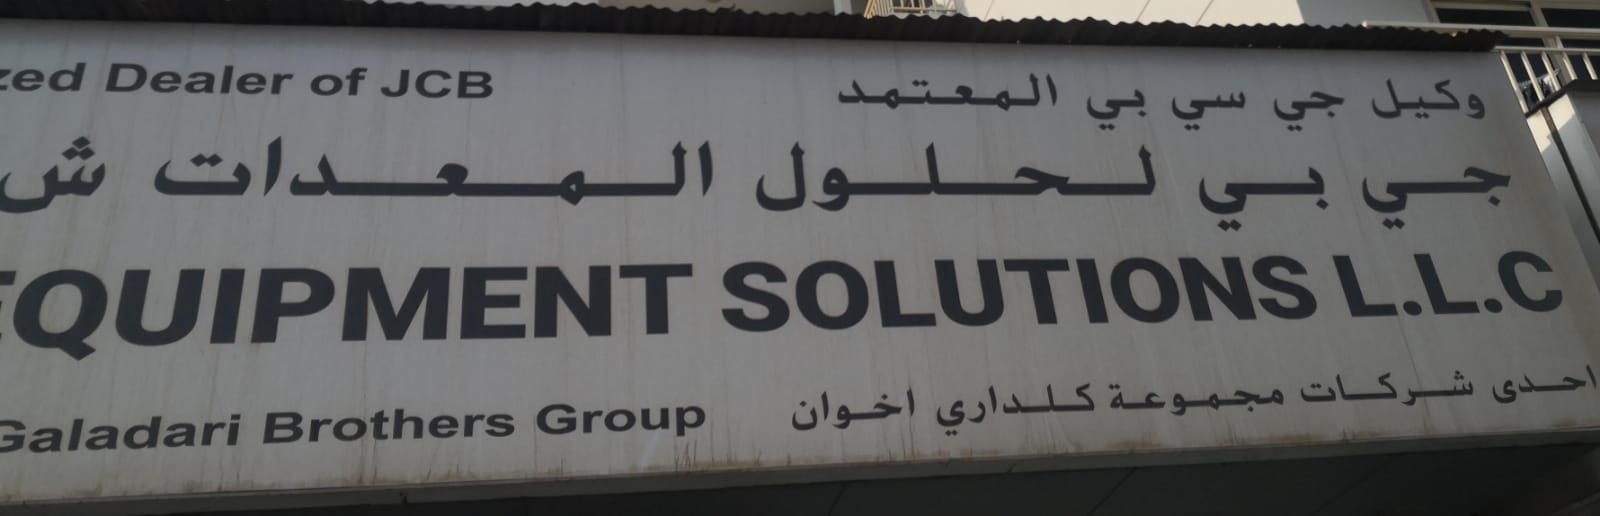 Dealer of JCB
وكيل جي سي بي المعتمد
جي بي لحلول المعدات ش
EQUIPMENT SOLUTIONS L.L.C
Galadari Brothers Group
احدى شركات مجموعة كلداري اخوان